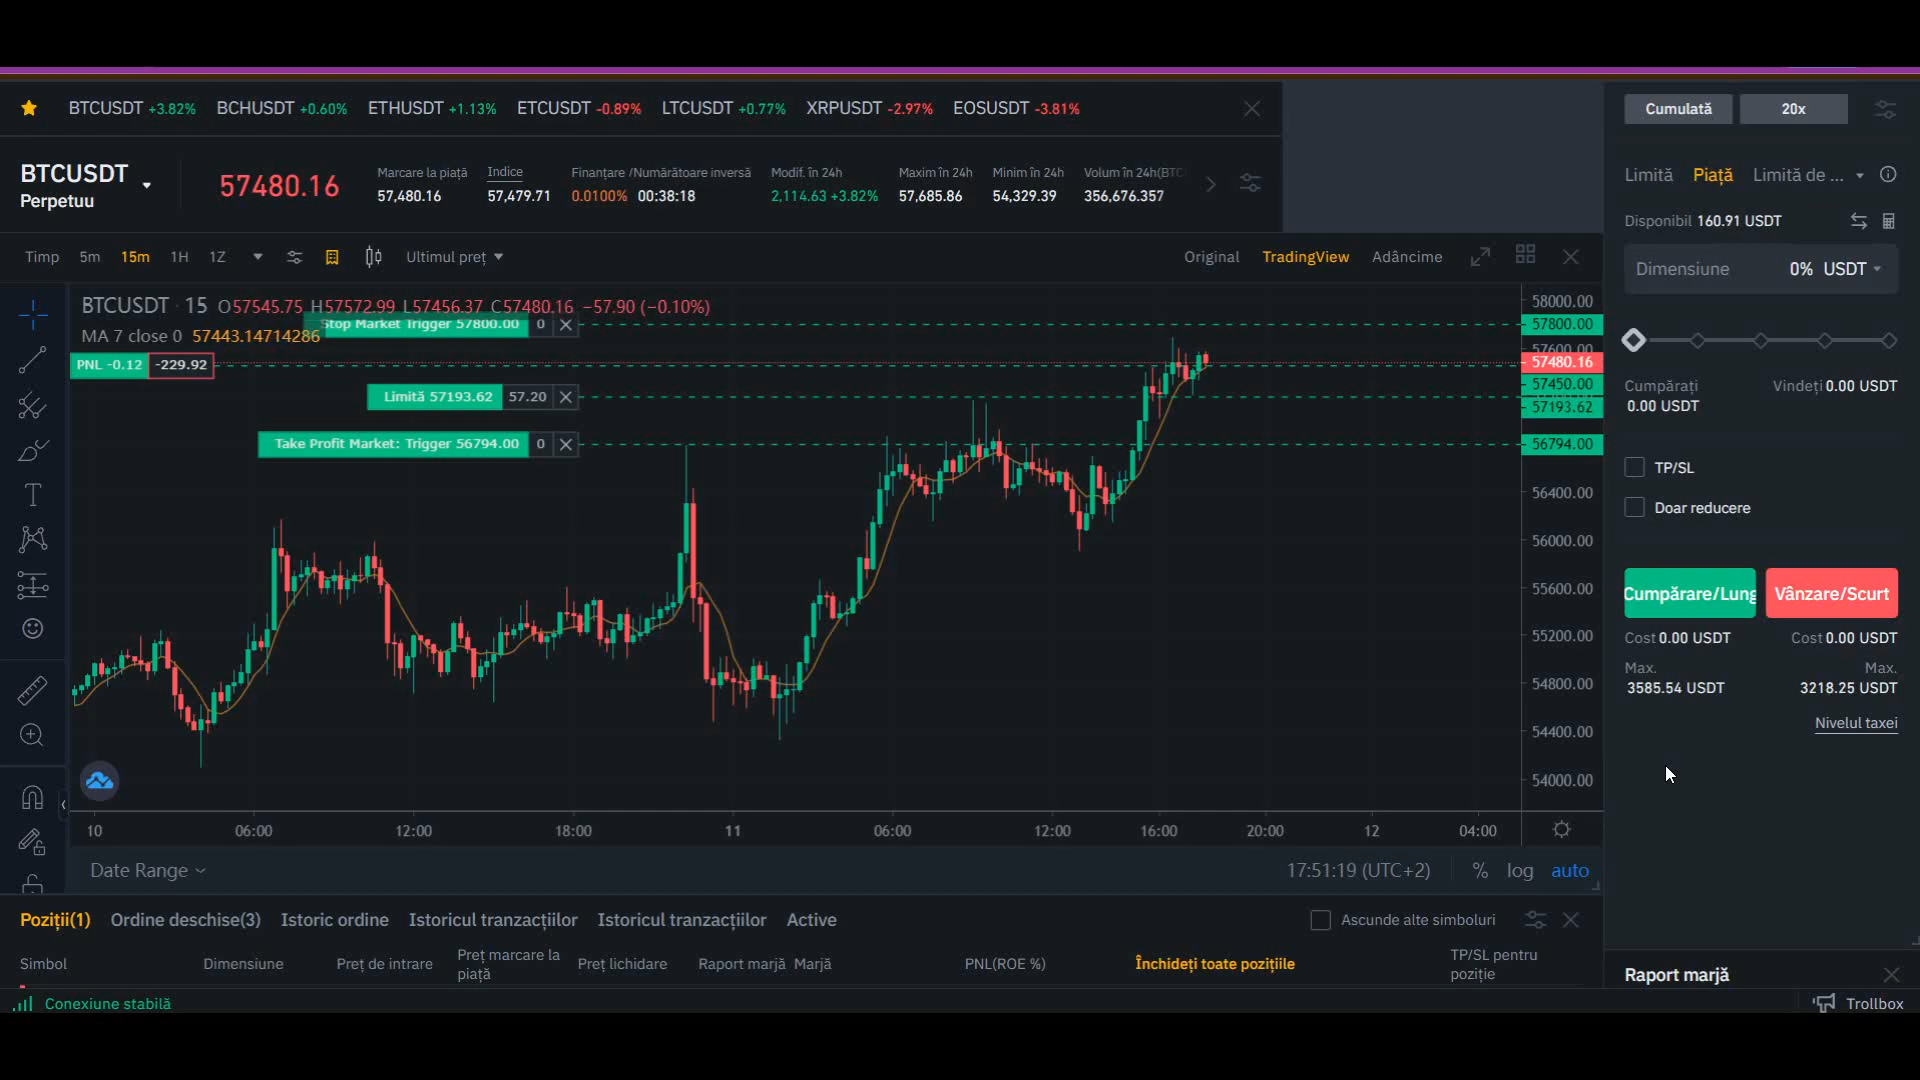 BTCUSDT +3.82% BCHUSDT +0.60% ETHUSDT +1.13% ETCUSDT -0.89% LTCUSDT +0.77% XRPUSDT -2.97% EOSUSDT -3.81%
BTCUSDT
Perpetuu
57480.16
Marcare la piață
57,480.16
Indice
57,479.71
Finanțare /Numărătoare inversă
0.0100% 00:38:18
Modif. în 24h
2,114.63 +3.82%
Maxim în 24h
57,685.86
Minim în 24h
54,329.39
Volum în 24h(BTC
356,676.357
Timp 5m 15m 1H 1Z Ultimul preț Original TradingView Adâncime
BTCUSDT · 15 O57545.75 H57572.99 L57456.37 C57480.16 −57.90 (−0.10%)
MA 7 close 0 57443.14714286
Stop Market Trigger 57800.00 0
PNL -0.12 -229.92
Limită 57193.62 57.20
Take Profit Market: Trigger 56794.00 0
58000.00
57800.00
57600.00
57480.16
57450.00
57193.62
56794.00
56400.00
56000.00
55600.00
55200.00
54800.00
54400.00
54000.00
10 06:00 12:00 18:00 11 06:00 12:00 16:00 20:00 12 04:00
Date Range 17:51:19 (UTC+2) % log auto
Poziții(1) Ordine deschise(3) Istoric ordine Istoricul tranzacțiilor Istoricul tranzacțiilor Active Ascunde alte simboluri
Simbol Dimensiune Preț de intrare Preț marcare la piață Preț lichidare Raport marjă Marjă PNL(ROE %) Închideți toate pozițiile TP/SL pentru poziție
Conexiune stabilă
Cumulată 20x
Limită Piață Limită de ...
Disponibil 160.91 USDT
Dimensiune 0% USDT
Cumpărați
0.00 USDT
Vindeți 0.00 USDT
TP/SL
Doar reducere
Cumpărare/Lung Vânzare/Scurt
Cost 0.00 USDT Cost 0.00 USDT
Max. Max.
3585.54 USDT 3218.25 USDT
Nivelul taxei
Raport marjă
Trollbox